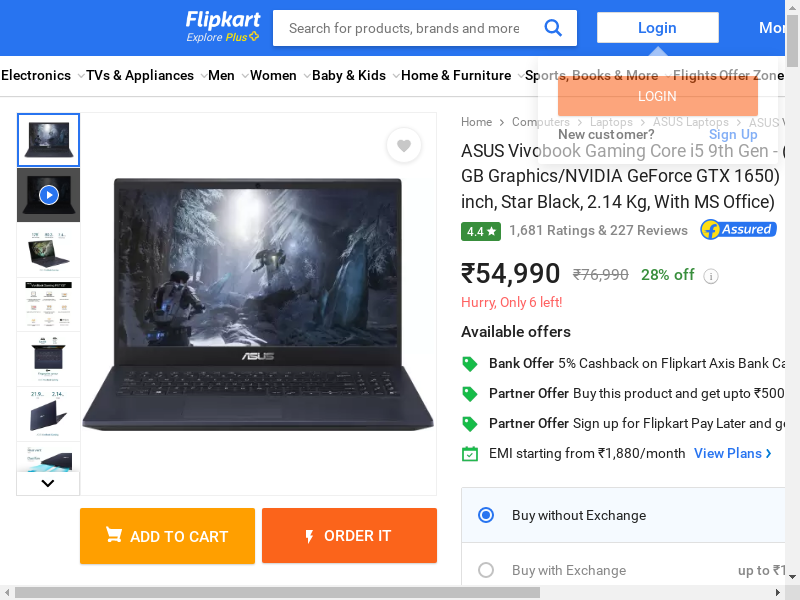 Flipkart
Explore Plus
Search for products, brands and more
Login
Mor
Electronics
TVs & Appliances
Men
Women
Baby & Kids
Home & Furniture
Sports, Books & More
Flights
Offer Zone
LOGIN
New customer?
Sign Up
Home
Computers
Laptops
ASUS Laptops
ASUS V
ASUS Vivobook Gaming Core i5 9th Gen - (
GB Graphics/NVIDIA GeForce GTX 1650)
inch, Star Black, 2.14 Kg, With MS Office)
4.4 ★ 1,681 Ratings & 227 Reviews
Assured
₹54,990 ₹76,990 28% off
Hurry, Only 6 left!
Available offers
Bank Offer 5% Cashback on Flipkart Axis Bank Ca
Partner Offer Buy this product and get upto ₹500
Partner Offer Sign up for Flipkart Pay Later and ge
EMI starting from ₹1,880/month View Plans
Buy without Exchange
Buy with Exchange up to ₹1
ASUS
ADD TO CART
ORDER IT